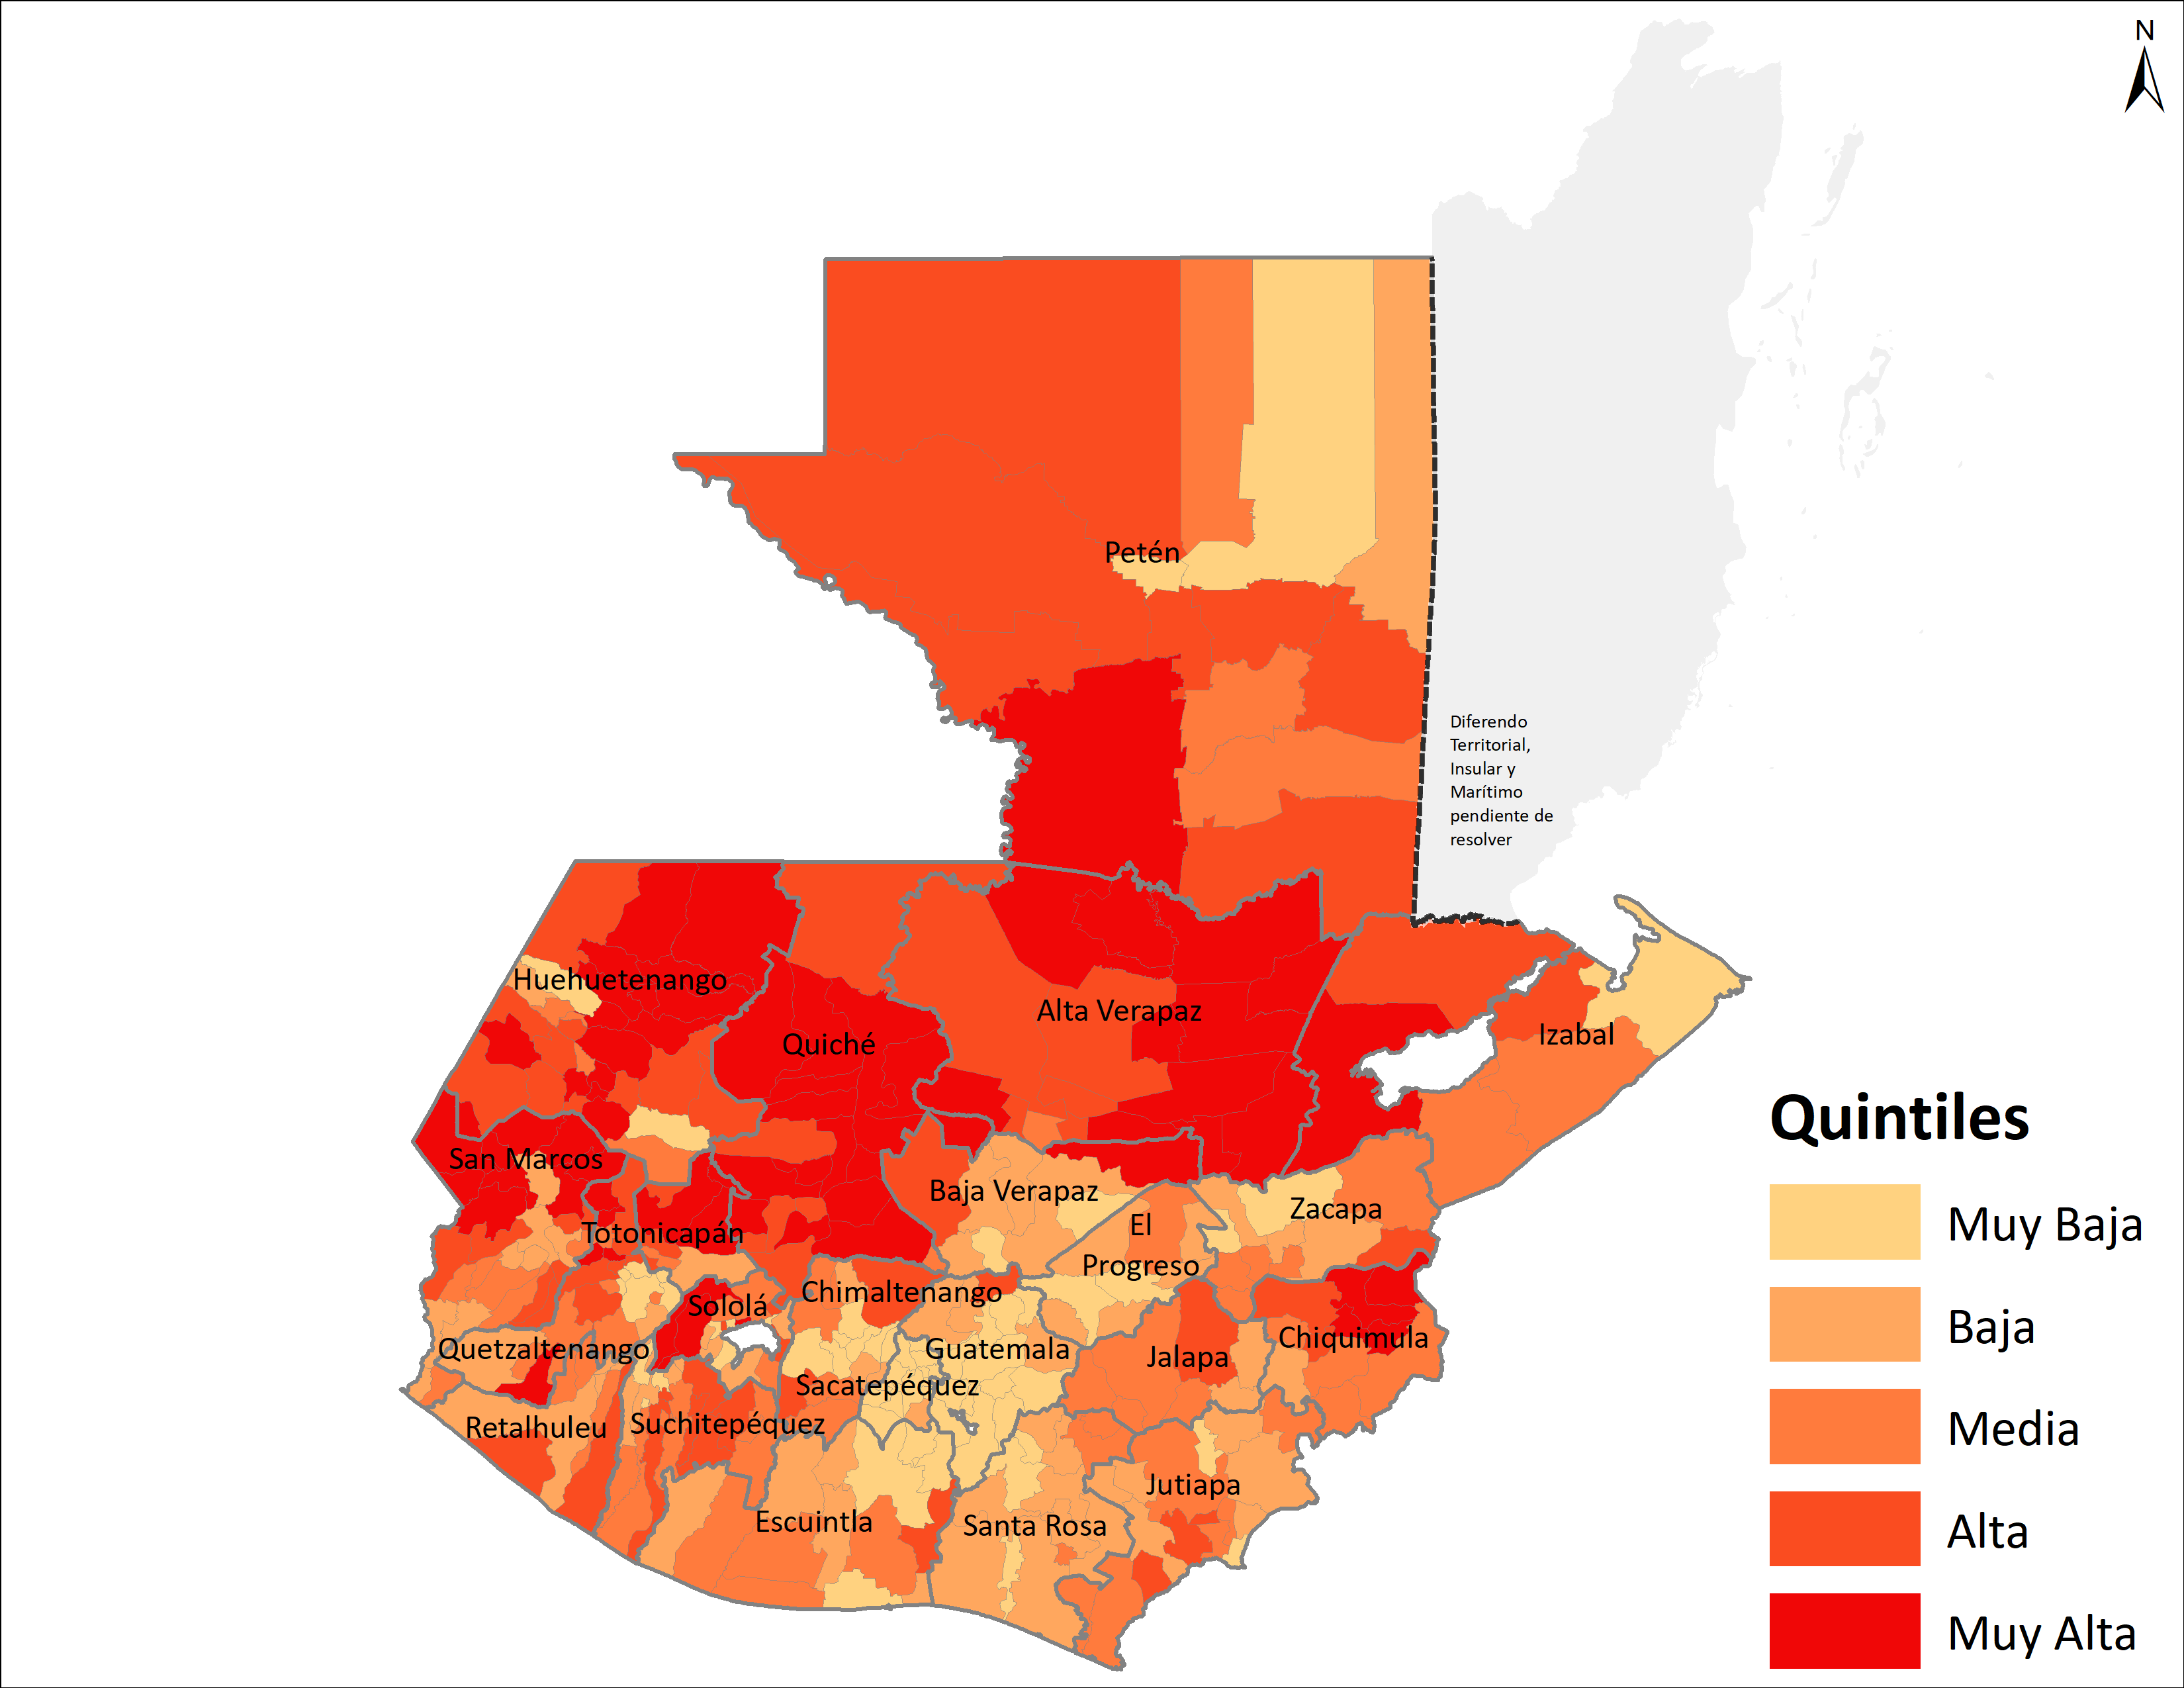 N
Petén
Diferendo
Territorial,
Insular y
Marítimo
pendiente de
resolver
Huehuetenango
Alta Verapaz
Izabal
Quiché
San Marcos
Baja Verapaz
Zacapa
El
Progreso
Totonicapán
Chimaltenango
Sololá
Chiquimula
Quetzaltenango
Guatemala
Jalapa
Sacatepéquez
Retalhuleu
Suchitepéquez
Jutiapa
Escuintla
Santa Rosa
Quintiles
Muy Baja
Baja
Media
Alta
Muy Alta